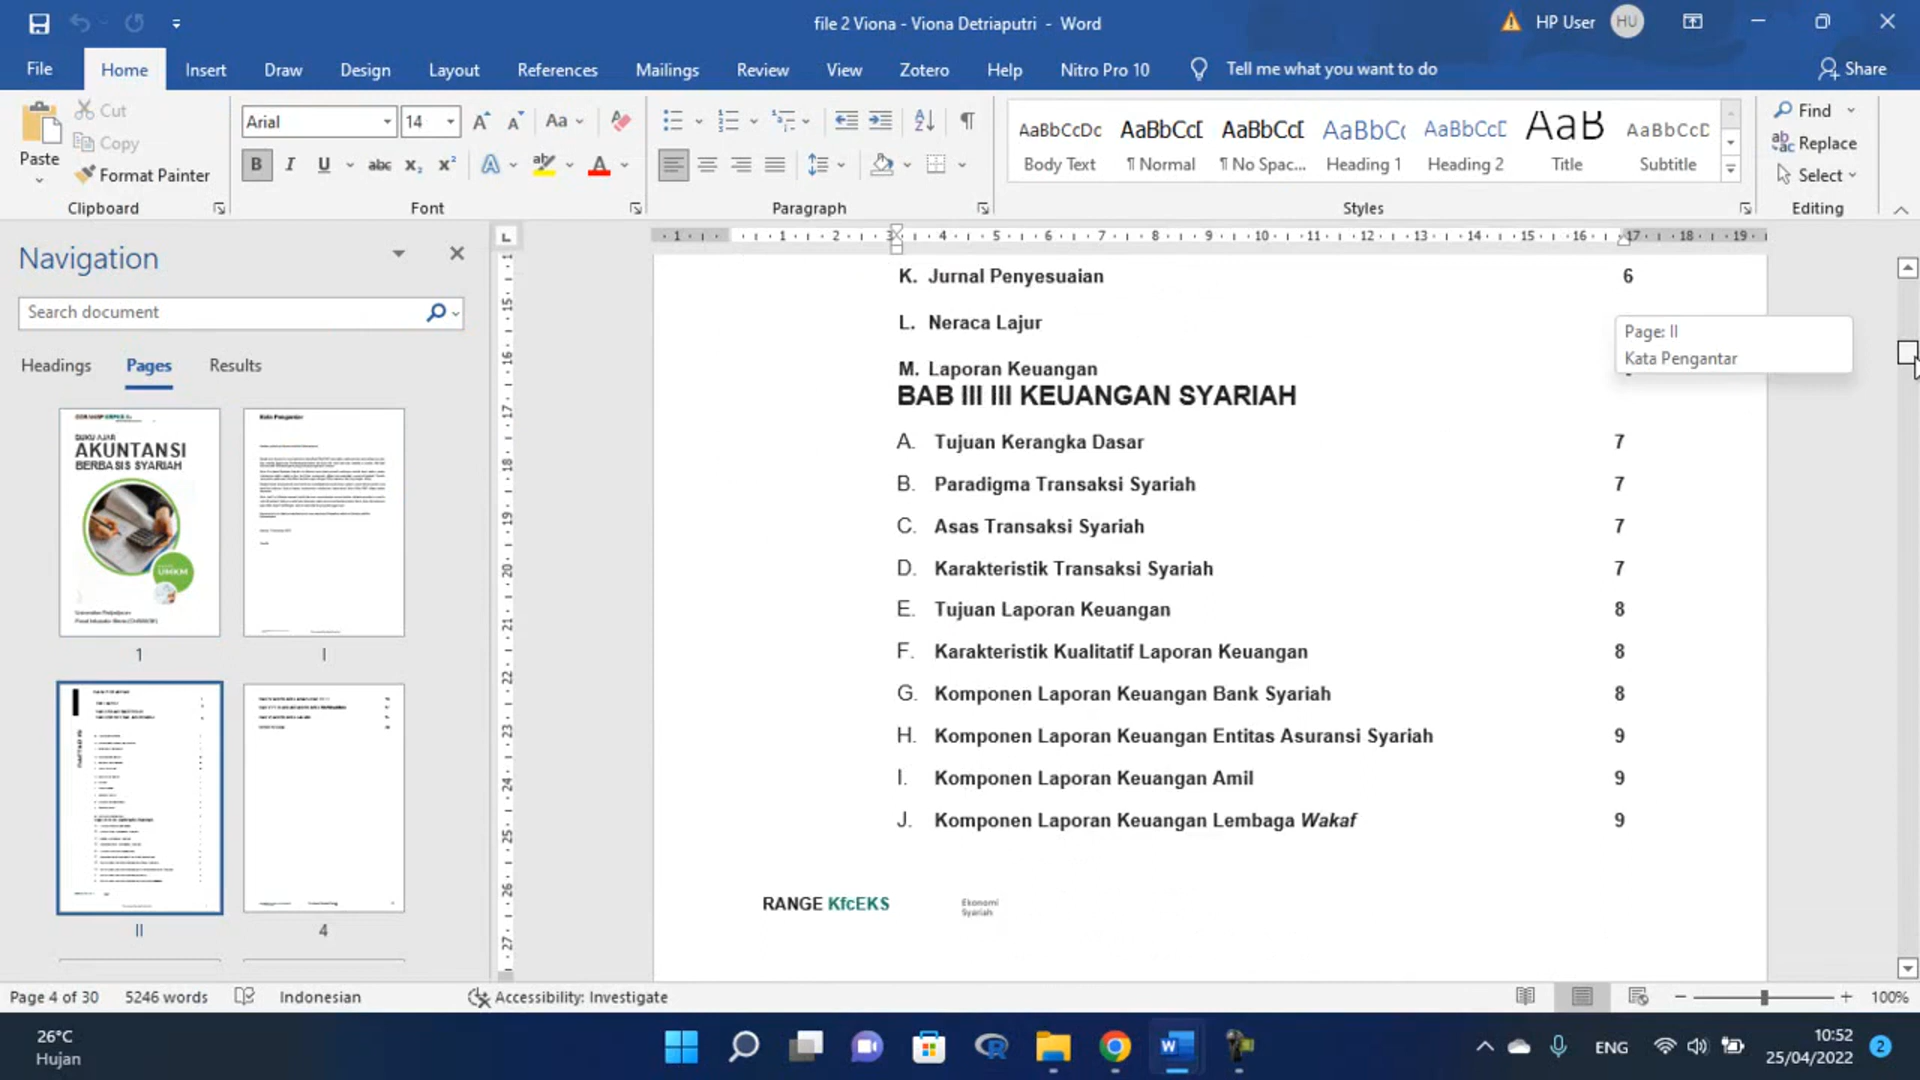 file 2 Viona - Viona Detriaputri - Word
HP User
HU
File
Home
Insert
Draw
Design
Layout
References
Mailings
Review
View
Zotero
Help
Nitro Pro 10
Tell me what you want to do
Share
Paste
Cut
Copy
Format Painter
Clipboard
Arial
14
Font
Paragraph
AaBbCcDc
Body Text
¶ Normal
¶ No Spac...
Heading 1
Heading 2
Title
Subtitle
Styles
Find
Replace
Select
Editing
Navigation
Search document
Headings
Pages
Results
BUKU AJAR
AKUNTANSI
BERBASIS SYARIAH
UMKM
1
Kata Pengantar
I
II
4
K. Jurnal Penyesuaian 6
L. Neraca Lajur
M. Laporan Keuangan
Page: II
Kata Pengantar
BAB III III KEUANGAN SYARIAH
A. Tujuan Kerangka Dasar 7
B. Paradigma Transaksi Syariah 7
C. Asas Transaksi Syariah 7
D. Karakteristik Transaksi Syariah 7
E. Tujuan Laporan Keuangan 8
F. Karakteristik Kualitatif Laporan Keuangan 8
G. Komponen Laporan Keuangan Bank Syariah 8
H. Komponen Laporan Keuangan Entitas Asuransi Syariah 9
I. Komponen Laporan Keuangan Amil 9
J. Komponen Laporan Keuangan Lembaga Wakaf 9
RANGE KfcEKS
Ekonomi
Syariah
Page 4 of 30
5246 words
Indonesian
Accessibility: Investigate
100%
26°C
Hujan
ENG
10:52
25/04/2022
2